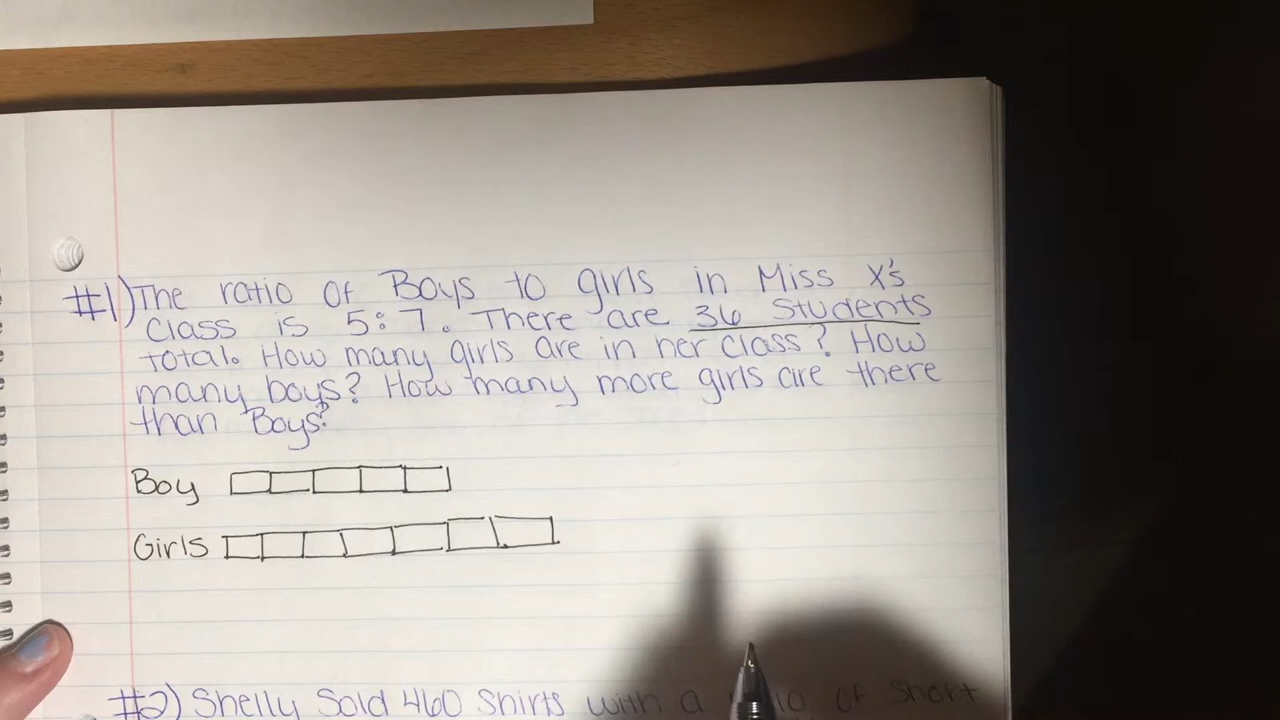 #1) The ratio of Boys to girls in Miss X's
Class is 5:7. There are 36 Students
total. How many girls are in her class? How
many boys? How many more girls are there
than Boys?
Boy
Girls
#2) Shelly Sold 460 Shirts with a of Short